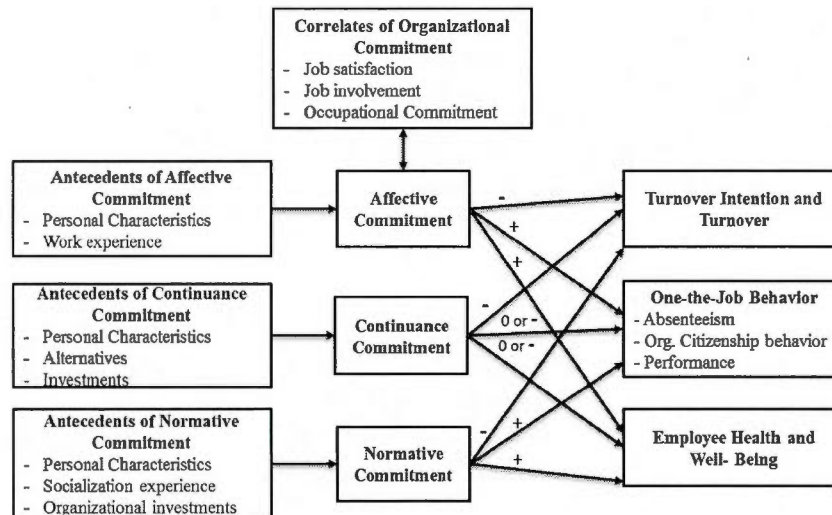 Correlates of Organizational
Commitment
- Job satisfaction
- Job involvement
- Occupational Commitment
Antecedents of Affective
Commitment
- Personal Characteristics
- Work experience
Affective
Commitment
Turnover Intention and
Turnover
-
+
+
Antecedents of Continuance
Commitment
- Personal Characteristics
- Alternatives
- Investments
Continuance
Commitment
-
0 or -
0 or -
One-the-Job Behavior
- Absenteeism
- Org. Citizenship behavior
- Performance
Antecedents of Normative
Commitment
- Personal Characteristics
- Socialization experience
- Organizational investments
Normative
Commitment
-
+
+
Employee Health and
Well- Being